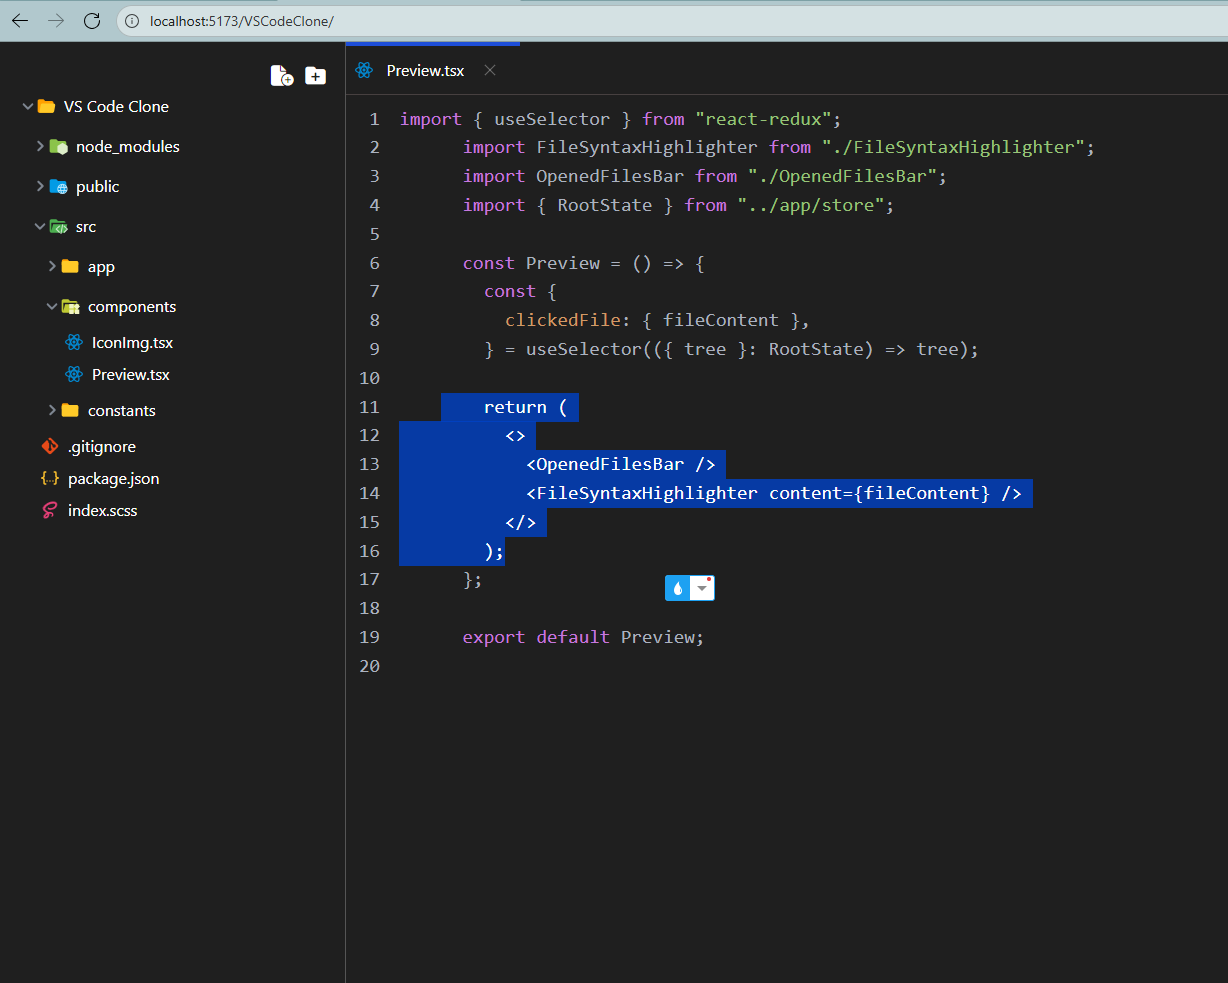 localhost:5173/VSCodeClone/
VS Code Clone
node_modules
public
src
app
components
IconImg.tsx
Preview.tsx
constants
.gitignore
package.json
index.scss
Preview.tsx
1 import { useSelector } from "react-redux";
2 import FileSyntaxHighlighter from "./FileSyntaxHighlighter";
3 import OpenedFilesBar from "./OpenedFilesBar";
4 import { RootState } from "../app/store";
5
6 const Preview = () => {
7 const {
8 clickedFile: { fileContent },
9 } = useSelector(({ tree }: RootState) => tree);
10
11 return (
12 <>
13 <OpenedFilesBar />
14 <FileSyntaxHighlighter content={fileContent} />
15 </>
16 );
17 };
18
19 export default Preview;
20